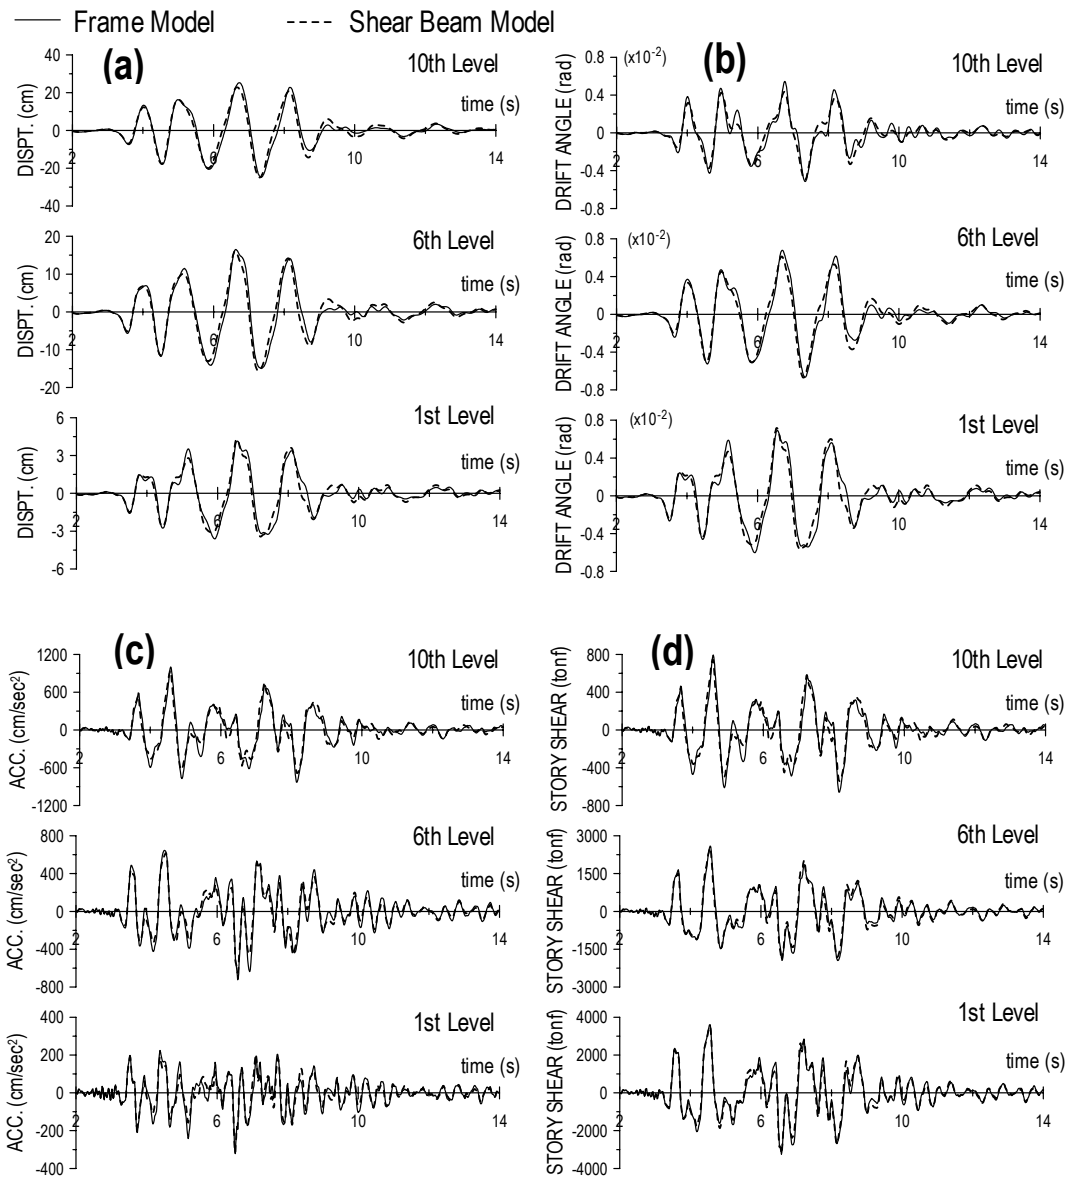 Frame Model
Shear Beam Model
(a)
10th Level
time (s)
DISPT. (cm)
40
20
0
-20
-40
2
6
10
14
6th Level
time (s)
DISPT. (cm)
20
10
0
-10
-20
2
6
10
14
1st Level
time (s)
DISPT. (cm)
6
3
0
-3
-6
2
6
10
14
(b)
(x10-2)
10th Level
time (s)
DRIFT ANGLE (rad)
0.8
0.4
0
-0.4
-0.8
2
6
10
14
(x10-2)
6th Level
time (s)
DRIFT ANGLE (rad)
0.8
0.4
0
-0.4
-0.8
2
6
10
14
(x10-2)
1st Level
time (s)
DRIFT ANGLE (rad)
0.8
0.4
0
-0.4
-0.8
2
6
10
14
(c)
10th Level
time (s)
ACC. (cm/sec2)
1200
600
0
-600
-1200
2
6
10
14
6th Level
time (s)
ACC. (cm/sec2)
800
400
0
-400
-800
2
6
10
14
1st Level
time (s)
ACC. (cm/sec2)
400
200
0
-200
-400
2
6
10
14
(d)
10th Level
time (s)
STORY SHEAR (tonf)
800
400
0
-400
-800
2
6
10
14
6th Level
time (s)
STORY SHEAR (tonf)
3000
1500
0
-1500
-3000
2
6
10
14
1st Level
time (s)
STORY SHEAR (tonf)
4000
2000
0
-2000
-4000
2
6
10
14